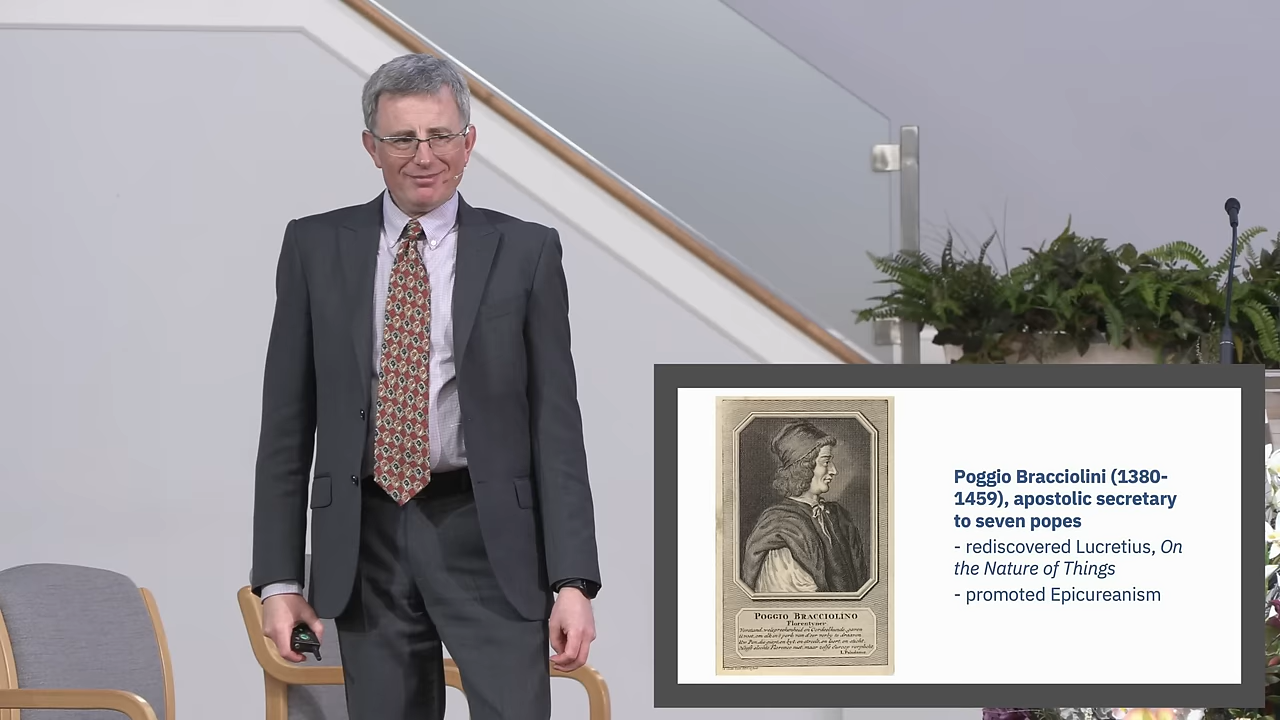 Poggio Bracciolini (1380-
1459), apostolic secretary
to seven popes
- rediscovered Lucretius, On
the Nature of Things
- promoted Epicureanism
POGGIO BRACCIOLINO
Florentyner